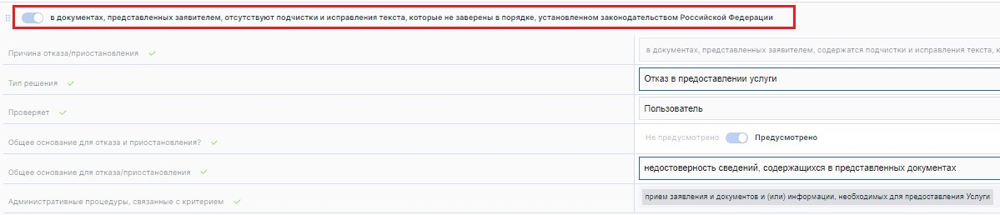 в документах, представленных заявителем, отсутствуют подчистки и исправления текста, которые не заверены в порядке, установленном законодательством Российской Федерации
Причина отказа/приостановления
в документах, представленных заявителем, содержатся подчистки и исправления текста, к
Тип решения
Отказ в предоставлении услуги
Проверяет
Пользователь
Общее основание для отказа и приостановления?
Не предусмотрено Предусмотрено
Общее основание для отказа/приостановления
недостоверность сведений, содержащихся в представленных документах
Административные процедуры, связанные с критерием
прием заявления и документов и (или) информации, необходимых для предоставления Услуги